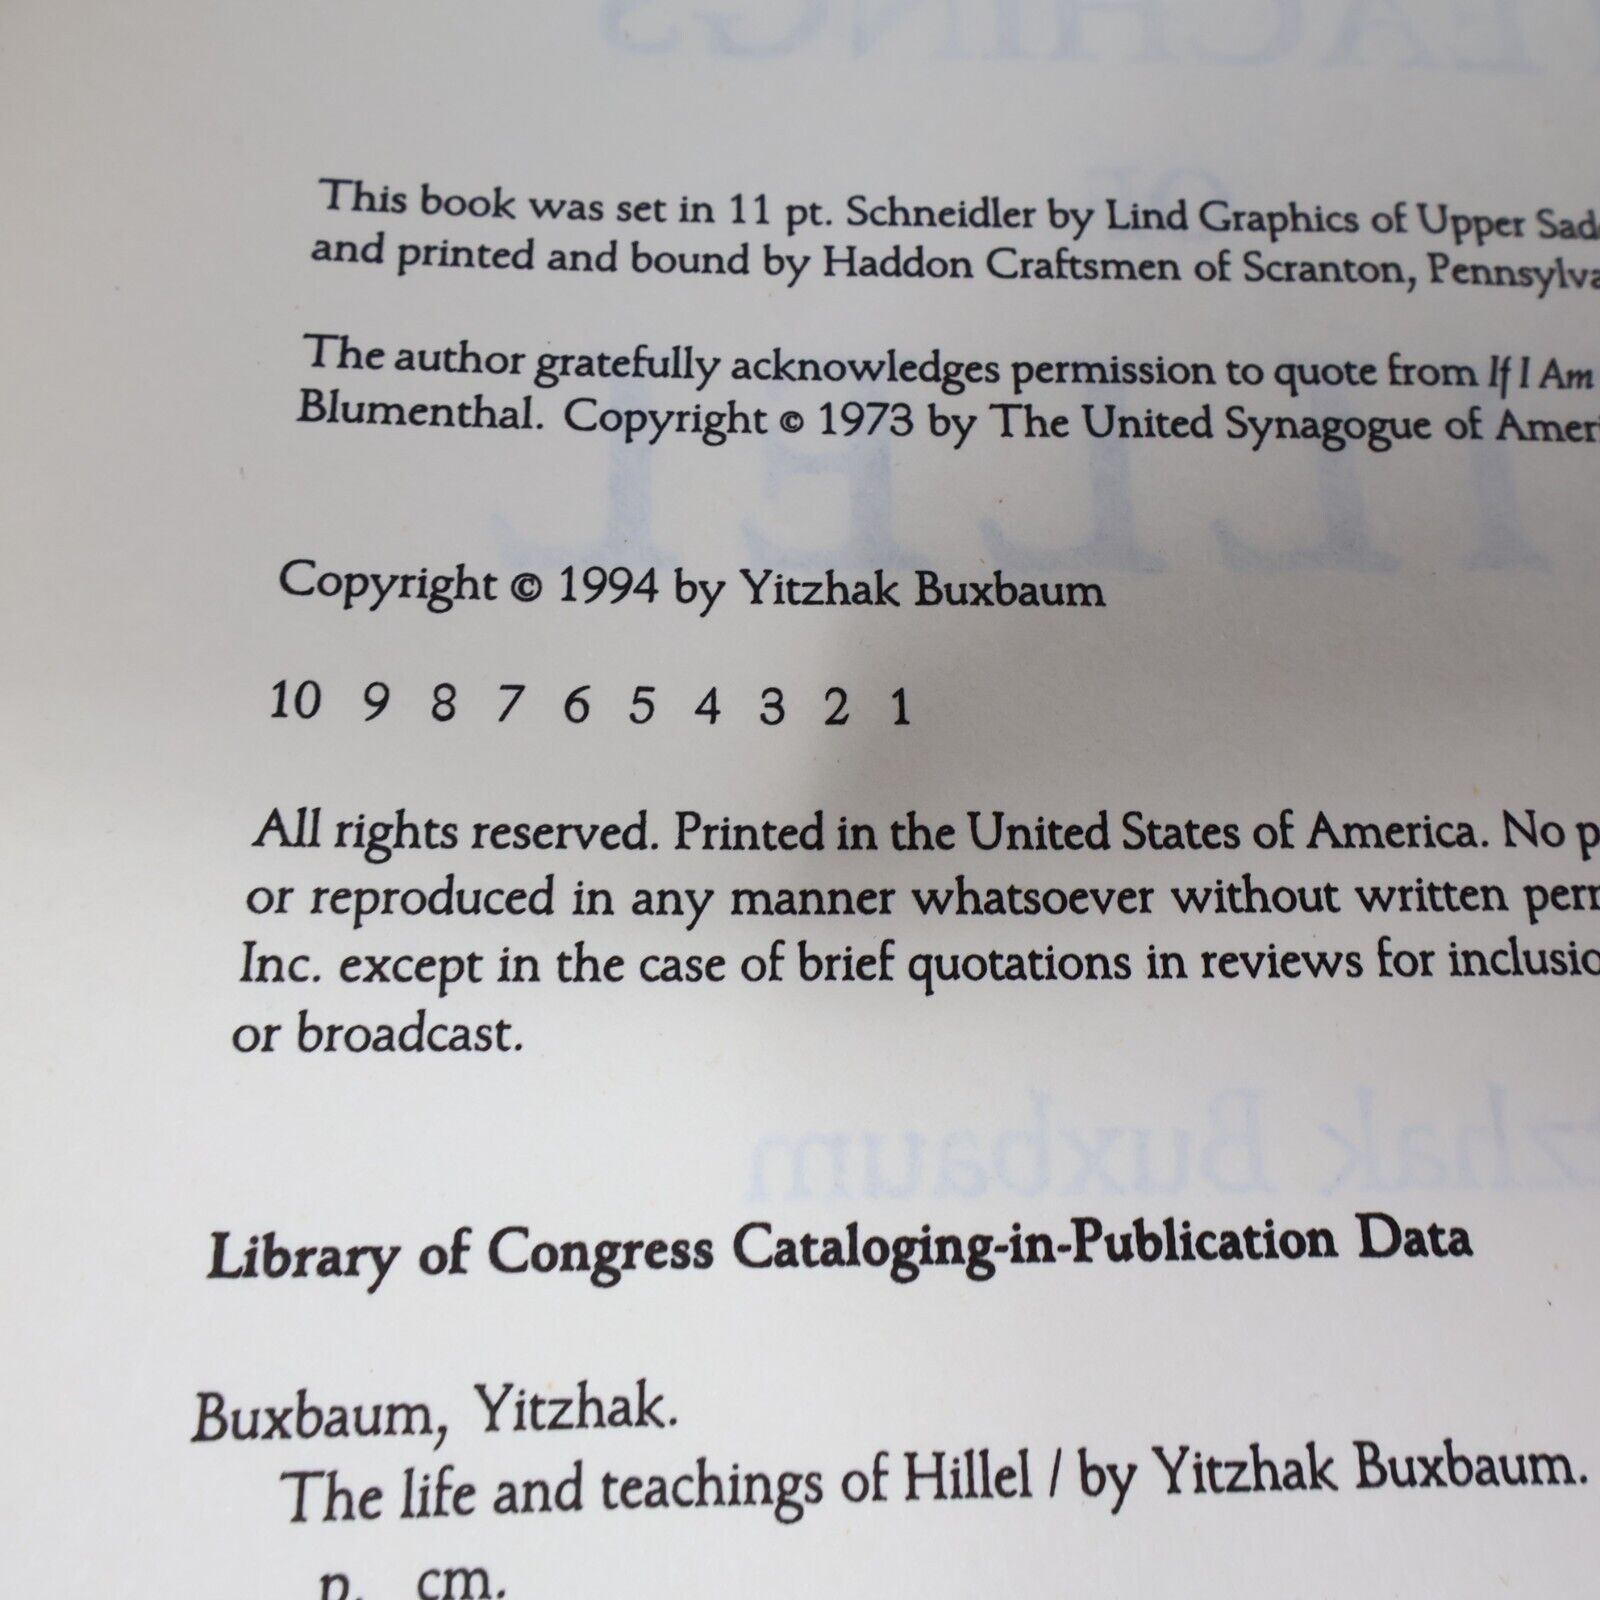 This book was set in 11 pt. Schneidler by Lind Graphics of Upper
and printed and bound by Haddon Craftsmen of Scranton,
The author gratefully acknowledges permission to quote from If I Am
Blumenthal. Copyright © 1973 by The United Synagogue of
Copyright © 1994 by Yitzhak Buxbaum
10 9 8 7 6 5 4 3 2 1
All rights reserved. Printed in the United States of America. No
or reproduced in any manner whatsoever without written
Inc. except in the case of brief quotations in reviews for
or broadcast.
Library of Congress Cataloging-in-Publication Data
Buxbaum, Yitzhak.
The life and teachings of Hillel / by Yitzhak Buxbaum.
p. cm.